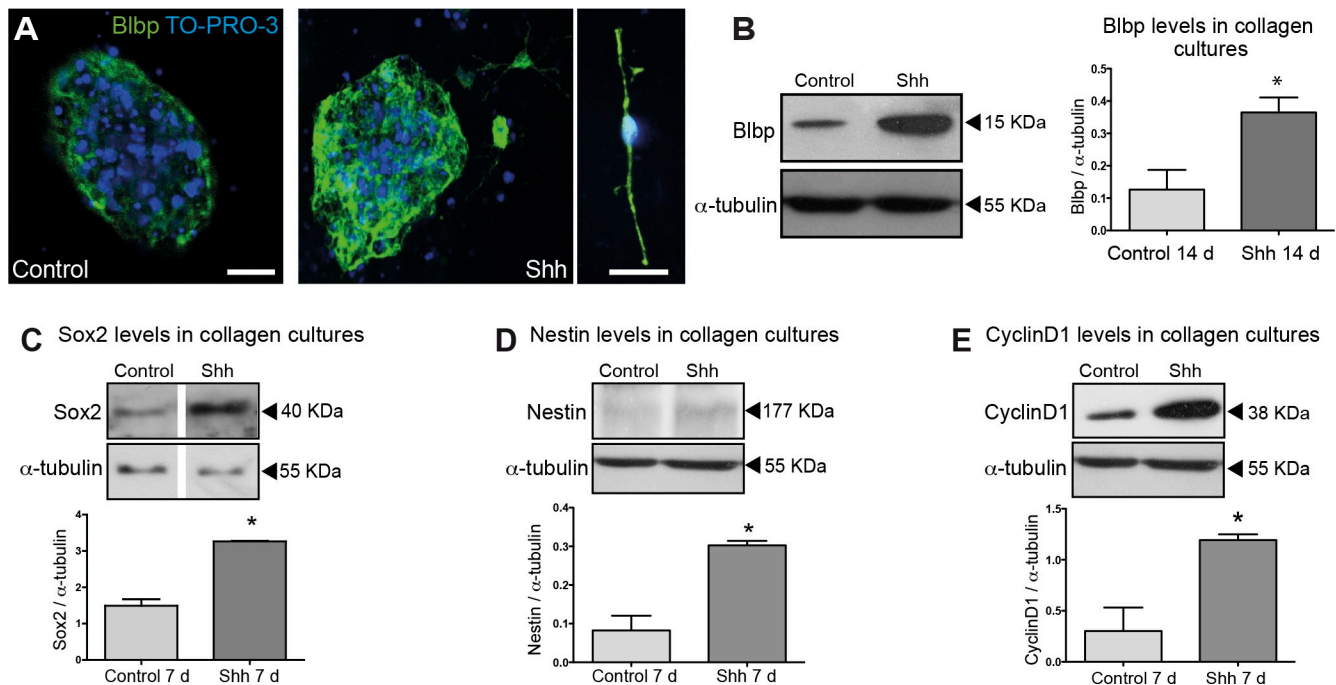 A
Blbp TO-PRO-3
Control
Shh
B
Blbp levels in collagen
cultures
Control Shh
Blbp
15 KDa
α-tubulin
55 KDa
Blbp / α-tubulin
0.5
0.4
0.3
0.2
0.1
0.0
*
Control 14 d Shh 14 d
C Sox2 levels in collagen cultures
Control Shh
Sox2
40 KDa
α-tubulin
55 KDa
Sox2 / α-tubulin
4
3
2
1
0
*
Control 7 d Shh 7 d
D Nestin levels in collagen cultures
Control Shh
Nestin
177 KDa
α-tubulin
55 KDa
Nestin / α-tubulin
0.4
0.3
0.2
0.1
0.0
*
Control 7 d Shh 7 d
E CyclinD1 levels in collagen cultures
Control Shh
CyclinD1
38 KDa
α-tubulin
55 KDa
CyclinD1 / α-tubulin
1.5
1.0
0.5
0.0
*
Control 7 d Shh 7 d